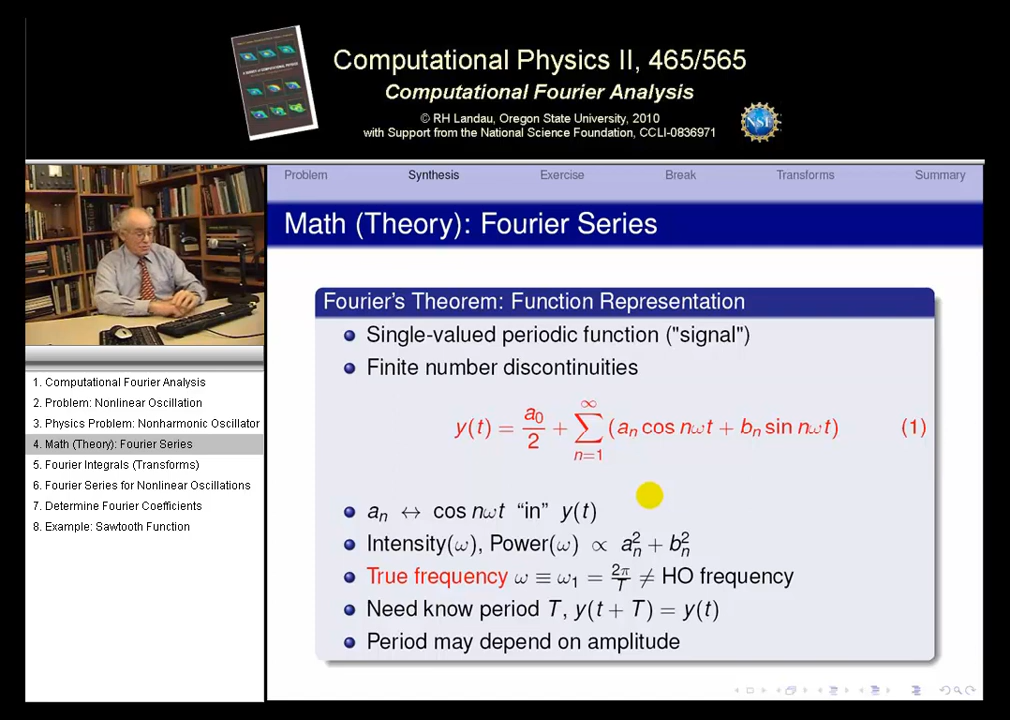 Computational Physics II, 465/565
Computational Fourier Analysis
© RH Landau, Oregon State University, 2010
with Support from the National Science Foundation, CCLI-0836971
NSF
Problem Synthesis Exercise Break Transforms Summary
Math (Theory): Fourier Series
Fourier's Theorem: Function Representation
Single-valued periodic function ("signal")
Finite number discontinuities
y(t) = a₀/2 + ∑_{n=1}^{∞} (aₙ cos nωt + bₙ sin nωt) (1)
aₙ ↔ cos nωt “in” y(t)
Intensity(ω), Power(ω) ∝ aₙ² + bₙ²
True frequency ω ≡ ω₁ = 2π/T ≠ HO frequency
Need know period T, y(t + T) = y(t)
Period may depend on amplitude
1. Computational Fourier Analysis
2. Problem: Nonlinear Oscillation
3. Physics Problem: Nonharmonic Oscillator
4. Math (Theory): Fourier Series
5. Fourier Integrals (Transforms)
6. Fourier Series for Nonlinear Oscillations
7. Determine Fourier Coefficients
8. Example: Sawtooth Function